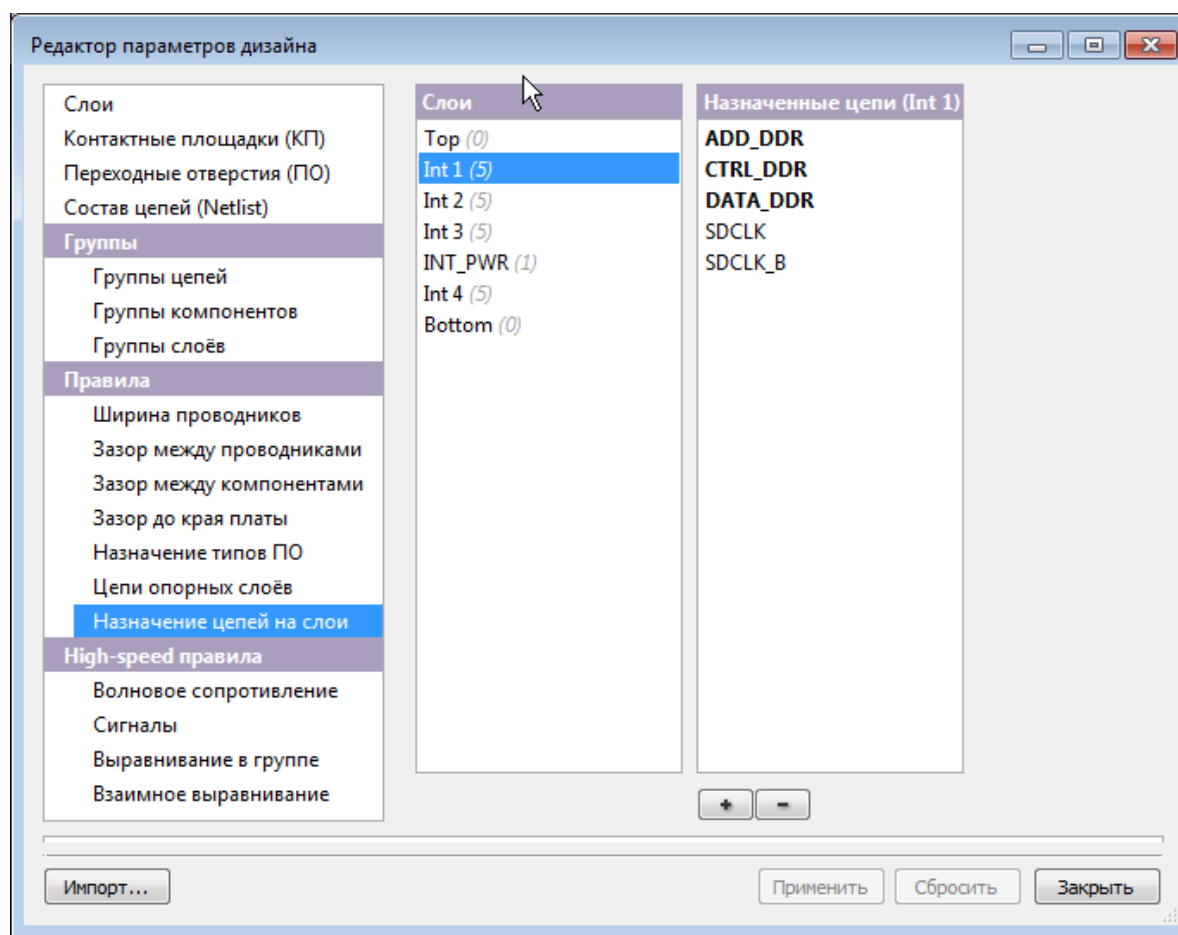 Редактор параметров дизайна
Слои
Контактные площадки (КП)
Переходные отверстия (ПО)
Состав цепей (Netlist)
Группы
Группы цепей
Группы компонентов
Группы слоёв
Правила
Ширина проводников
Зазор между проводниками
Зазор между компонентами
Зазор до края платы
Назначение типов ПО
Цепи опорных слоёв
Назначение цепей на слои
High-speed правила
Волновое сопротивление
Сигналы
Выравнивание в группе
Взаимное выравнивание
Слои
Top (0)
Int 1 (5)
Int 2 (5)
Int 3 (5)
INT_PWR (1)
Int 4 (5)
Bottom (0)
Назначенные цепи (Int 1)
ADD_DDR
CTRL_DDR
DATA_DDR
SDCLK
SDCLK_B
+ -
Импорт... Применить Сбросить Закрыть